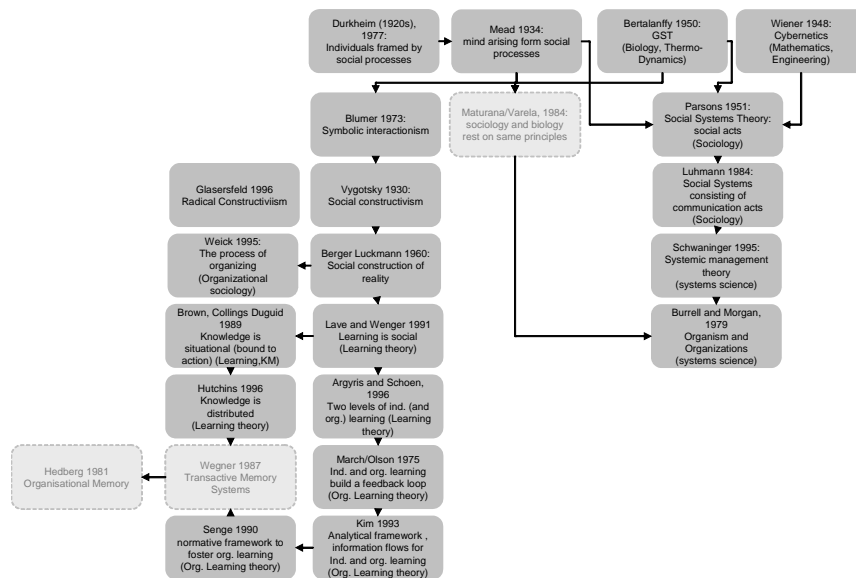 Durkheim (1920s),
1977:
Individuals framed by
social processes
Mead 1934:
mind arising form social
processes
Bertalanffy 1950:
GST
(Biology, Thermo-
Dynamics)
Wiener 1948:
Cybernetics
(Mathematics,
Engineering)
Blumer 1973:
Symbolic interactionism
Maturana/Varela, 1984:
sociology and biology
rest on same principles
Parsons 1951:
Social Systems Theory:
social acts
(Sociology)
Glasersfeld 1996
Radical Constructiviism
Vygotsky 1930:
Social constructivism
Luhmann 1984:
Social Systems
consisting of
communication acts
(Sociology)
Weick 1995:
The process of
organizing
(Organizational
sociology)
Berger Luckmann 1960:
Social construction of
reality
Schwaninger 1995:
Systemic management
theory
(systems science)
Brown, Collings Duguid
1989
Knowledge is
situational (bound to
action) (Learning,KM)
Lave and Wenger 1991
Learning is social
(Learning theory)
Burrell and Morgan,
1979
Organism and
Organizations
(systems science)
Hutchins 1996
Knowledge is
distributed
(Learning theory)
Argyris and Schoen,
1996
Two levels of ind. (and
org.) learning (Learning
theory)
Hedberg 1981
Organisational Memory
Wegner 1987
Transactive Memory
Systems
March/Olson 1975
Ind. and org. learning
build a feedback loop
(Org. Learning theory)
Senge 1990
normative framework to
foster org. learning
(Org. Learning theory)
Kim 1993
Analytical framework ,
information flows for
Ind. and org. learning
(Org. Learning theory)